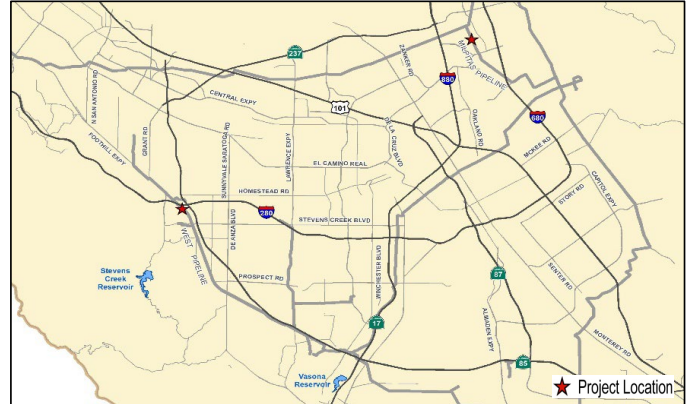 237
ZANKER RD
MILPITAS PIPELINE
880
680
N SAN ANTONIO RD
CENTRAL EXPY
101
OAKLAND RD
DE LA CRUZ BLVD
MCKEE RD
FOOTHILL EXPY
GRANT RD
SUNNYVALE SARATOGA RD
LAWRENCE EXPY
EL CAMINO REAL
CAPITOL EXPY
HOMESTEAD RD
STORY RD
280
STEVENS CREEK BLVD
DE ANZA BLVD
WEST PIPELINE
WINCHESTER BLVD
Stevens
Creek
Reservoir
PROSPECT RD
SENTER RD
87
17
ALMADEN EXPY
MONTEREY RD
85
Vasona
Reservoir
Project Location